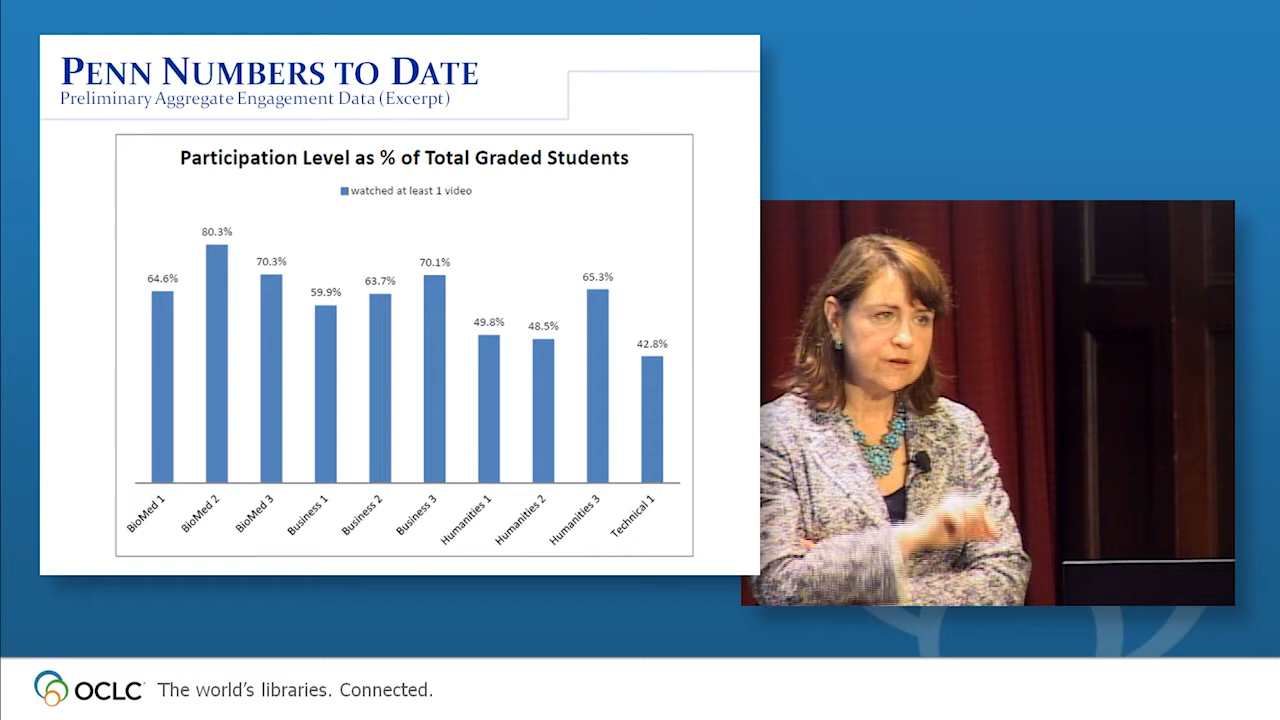 PENN NUMBERS TO DATE
Preliminary Aggregate Engagement Data (Excerpt)
Participation Level as % of Total Graded Students
watched at least 1 video
64.6%
80.3%
70.3%
59.9%
63.7%
70.1%
49.8%
48.5%
65.3%
42.8%
BioMed 1
BioMed 2
BioMed 3
Business 1
Business 2
Business 3
Humanities 1
Humanities 2
Humanities 3
Technical 1
OCLC The world's libraries. Connected.